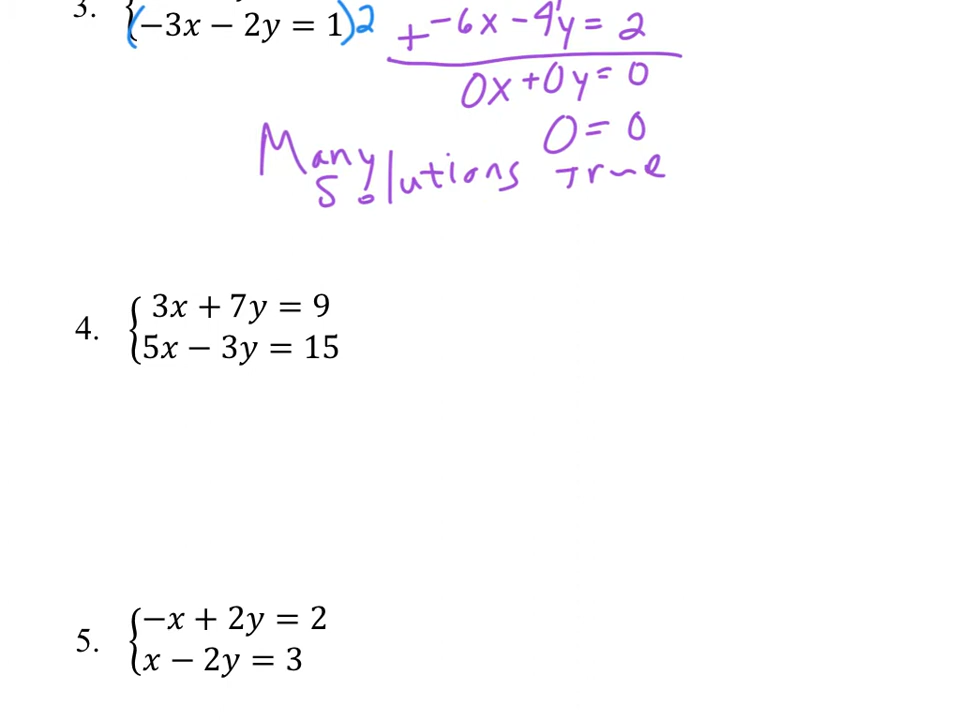 3. (−3x − 2y = 1)2 + −6x − 4y = 2
0x + 0y = 0
0 = 0
Many
Solutions True
4. { 3x + 7y = 9
5x − 3y = 15
5. { −x + 2y = 2
x − 2y = 3